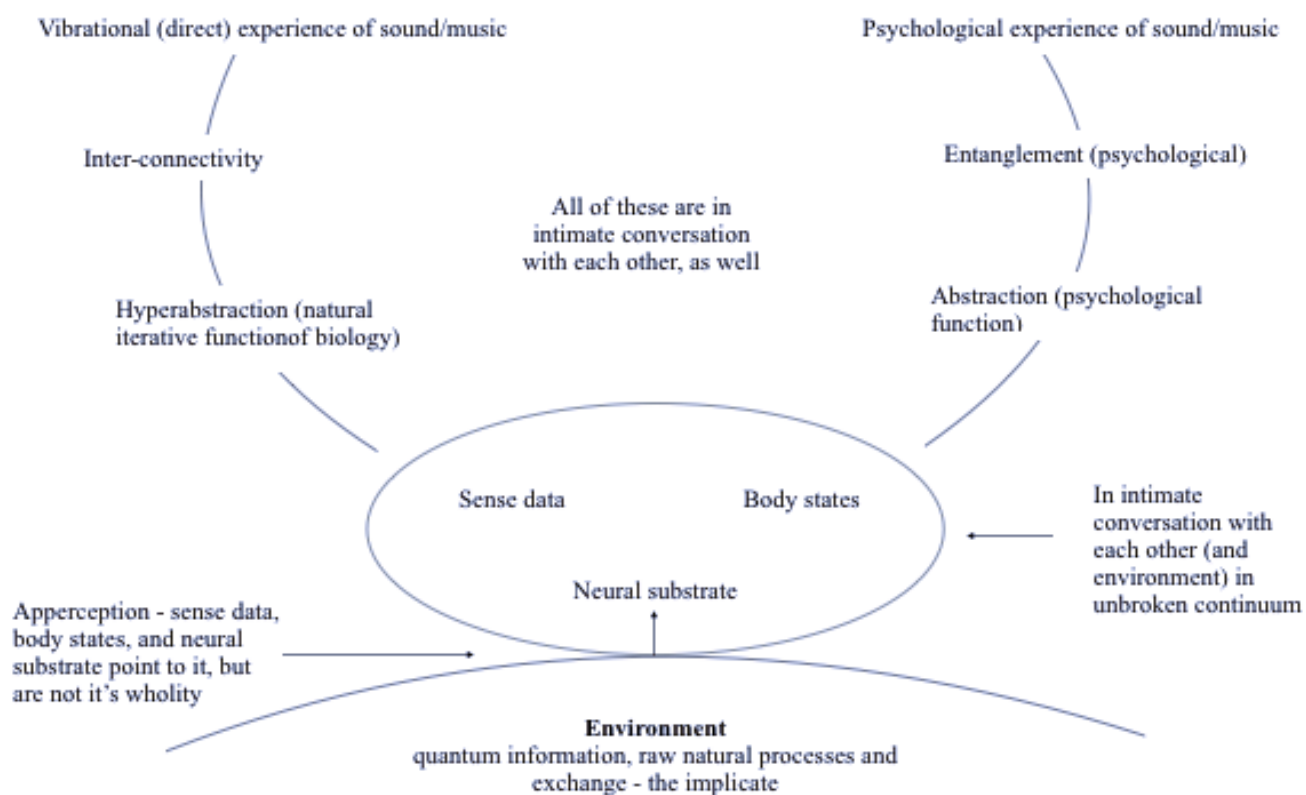 Vibrational (direct) experience of sound/music
Psychological experience of sound/music
Inter-connectivity
Entanglement (psychological)
All of these are in
intimate conversation
with each other, as well
Hyperabstraction (natural
iterative functionof biology)
Abstraction (psychological
function)
Sense data
Body states
In intimate
conversation with
each other (and
environment) in
unbroken continuum
Neural substrate
Apperception - sense data,
body states, and neural
substrate point to it, but
are not it's wholity
Environment
quantum information, raw natural processes and
exchange - the implicate